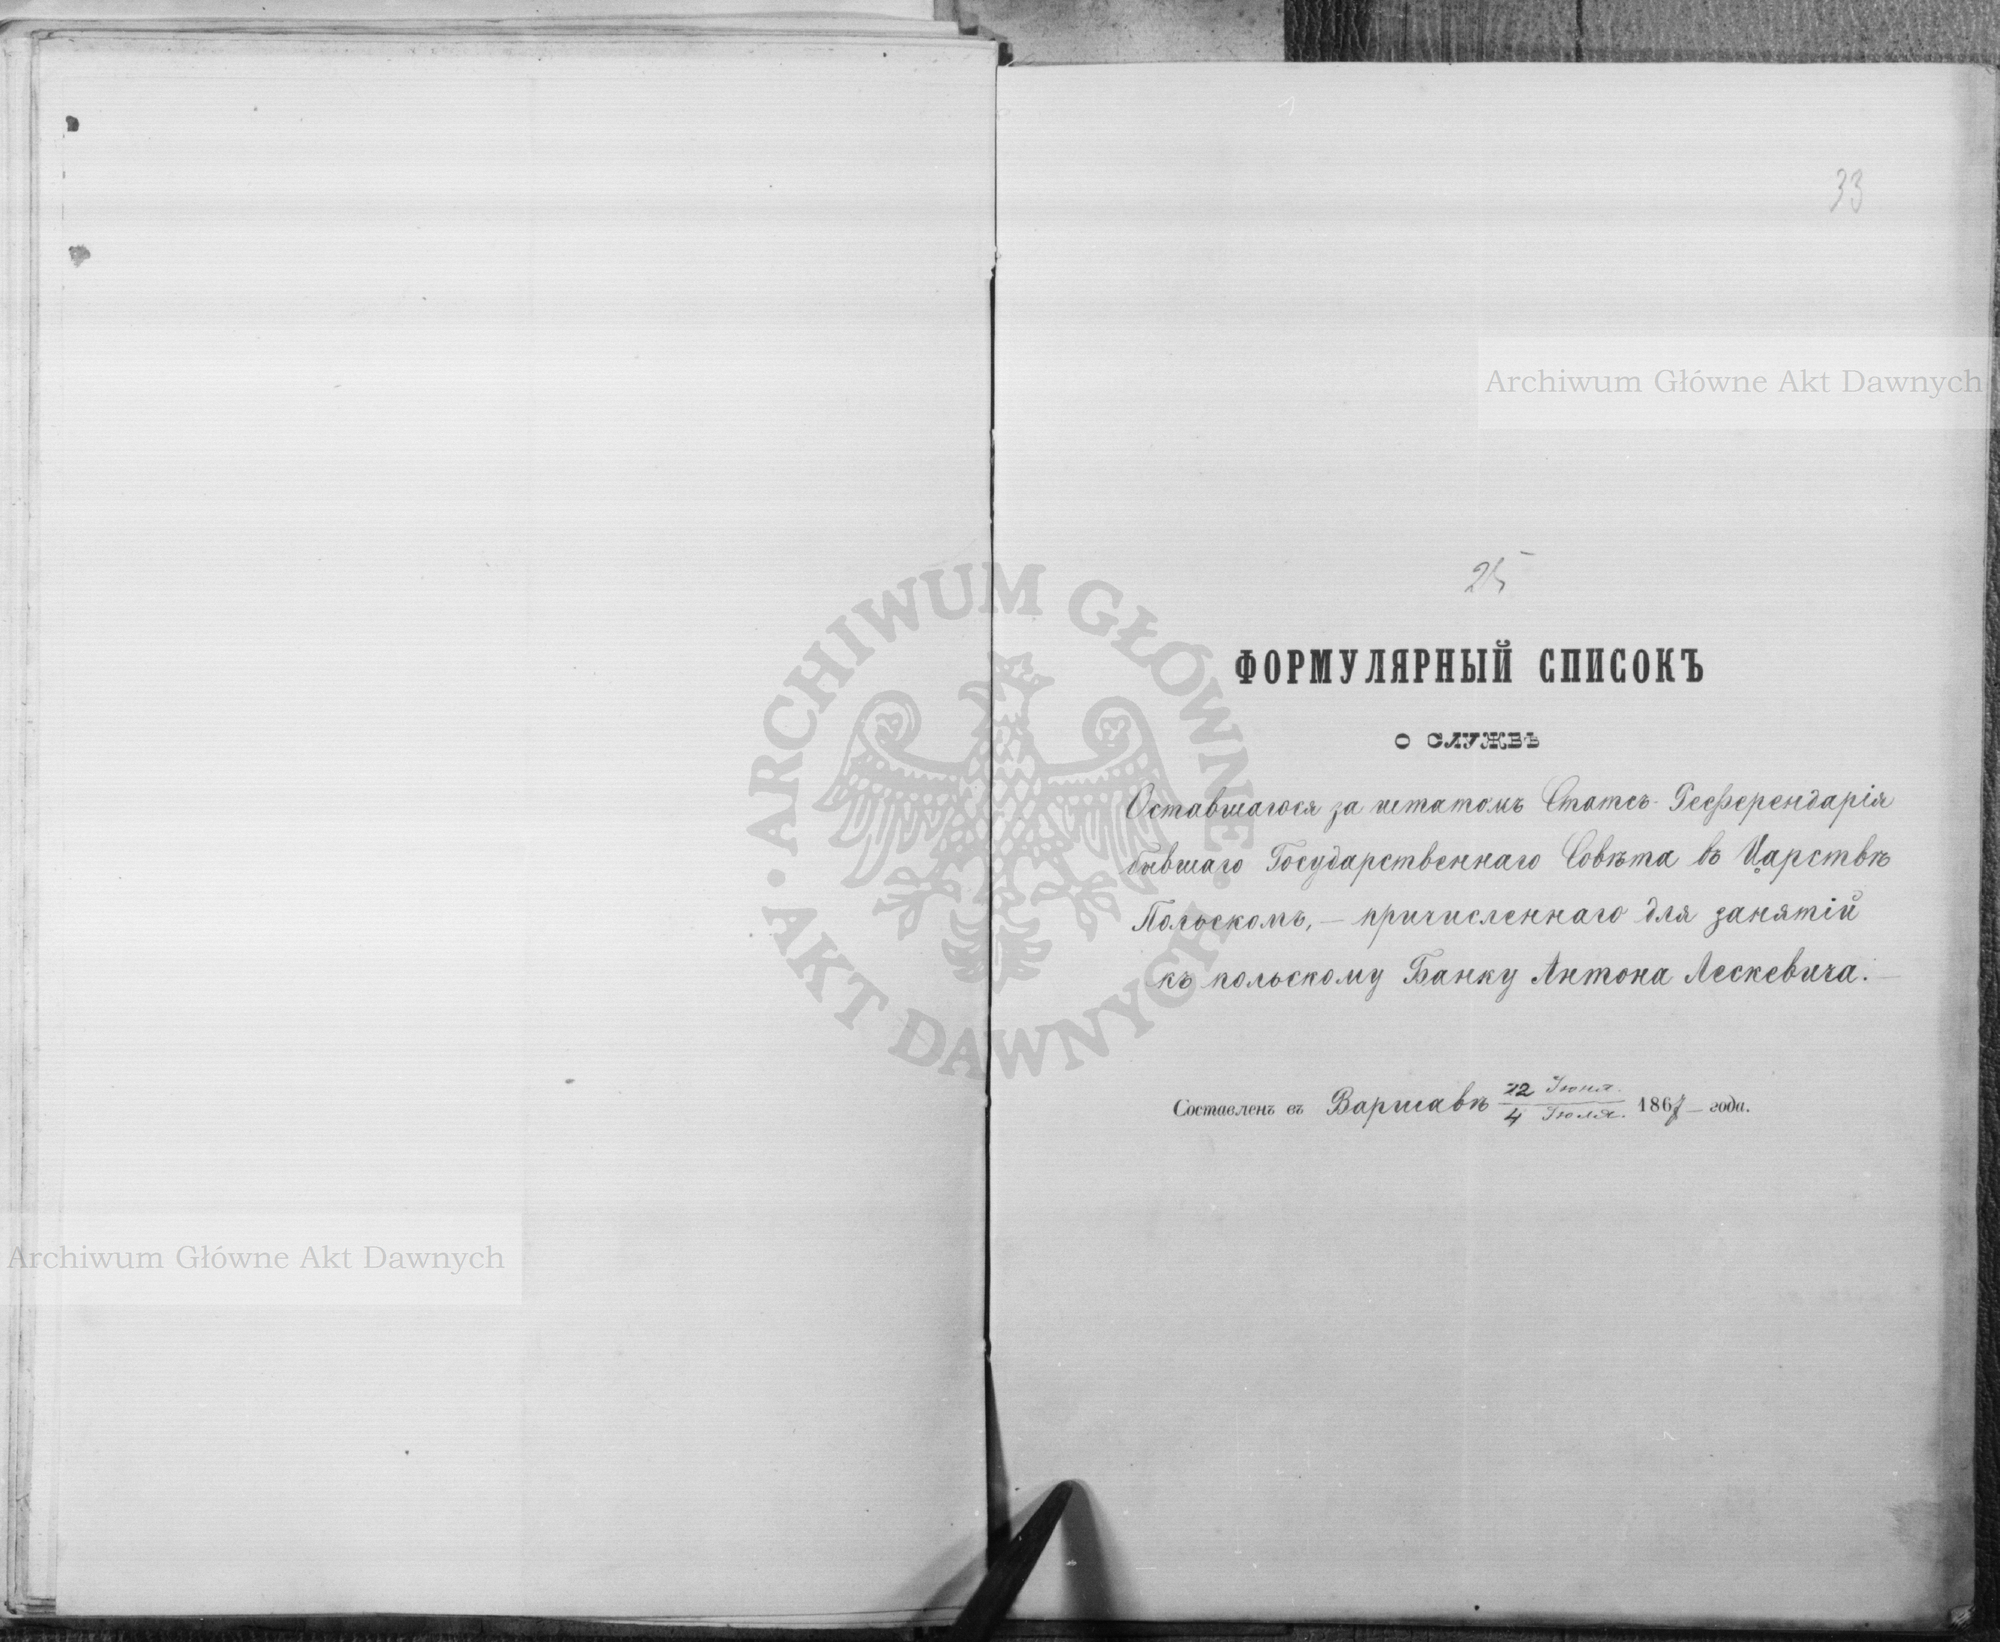 33
Archiwum Główne Akt Dawnych
25
ФОРМУЛЯРНЫЙ СПИСОКЪ
О СЛУЖБѢ
Оставшагося за штатомъ Статсъ-Референдарія
бывшаго Государственнаго Совѣта въ Царствѣ
Польскомъ, — причисленнаго для занятій
къ польскому Банку Антона Лескевича. —
Составленъ въ Варшавѣ 22 Іюня. / 4 Іюля. 1867 — года.
ARCHIWUM GŁÓWNE · AKT DAWNYCH ·
Archiwum Główne Akt Dawnych